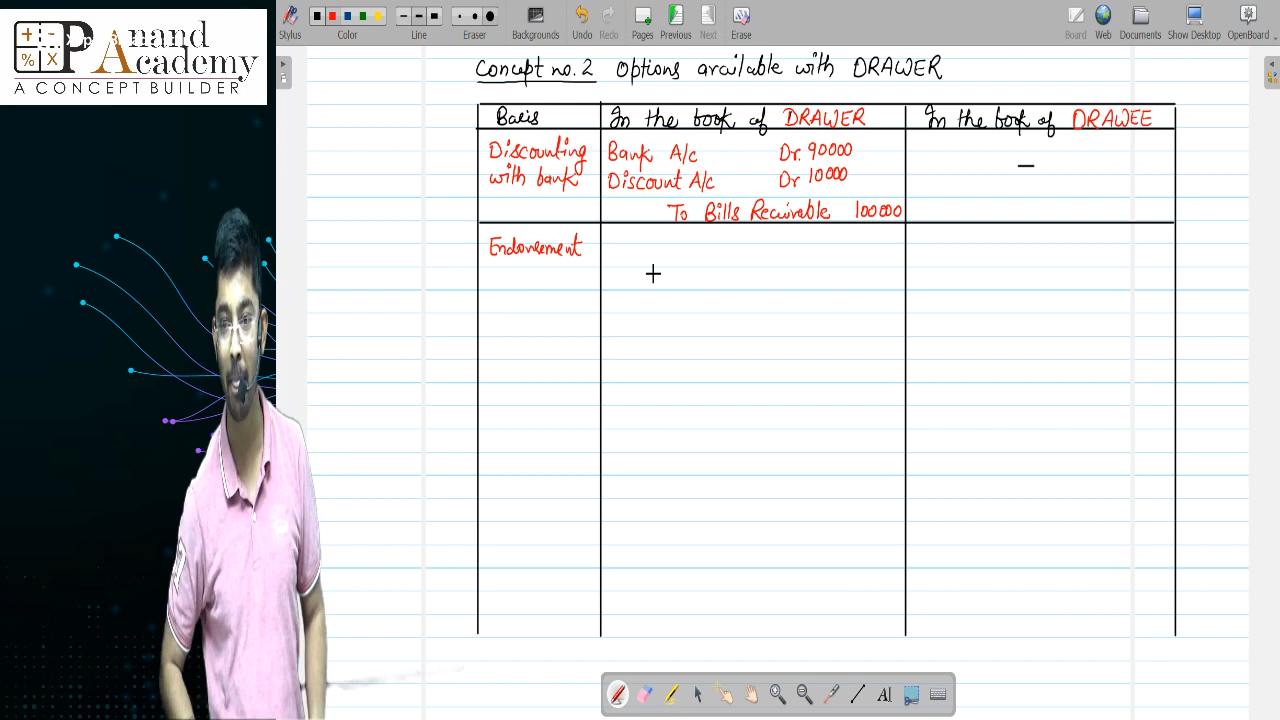 Stylus
Color
Line
Eraser
Backgrounds
Undo
Redo
Pages
Previous
Next
Erase
Board
Web
Documents
Show Desktop
OpenBoard
Anand
Academy
A CONCEPT BUILDER
Concept no. 2 Options available with DRAWER
Basis In the book of DRAWER In the book of DRAWEE
Discounting with bank
Bank A/c Dr. 90000
Discount A/c Dr 10000
To Bills Receivable 100000
—
Endorsement